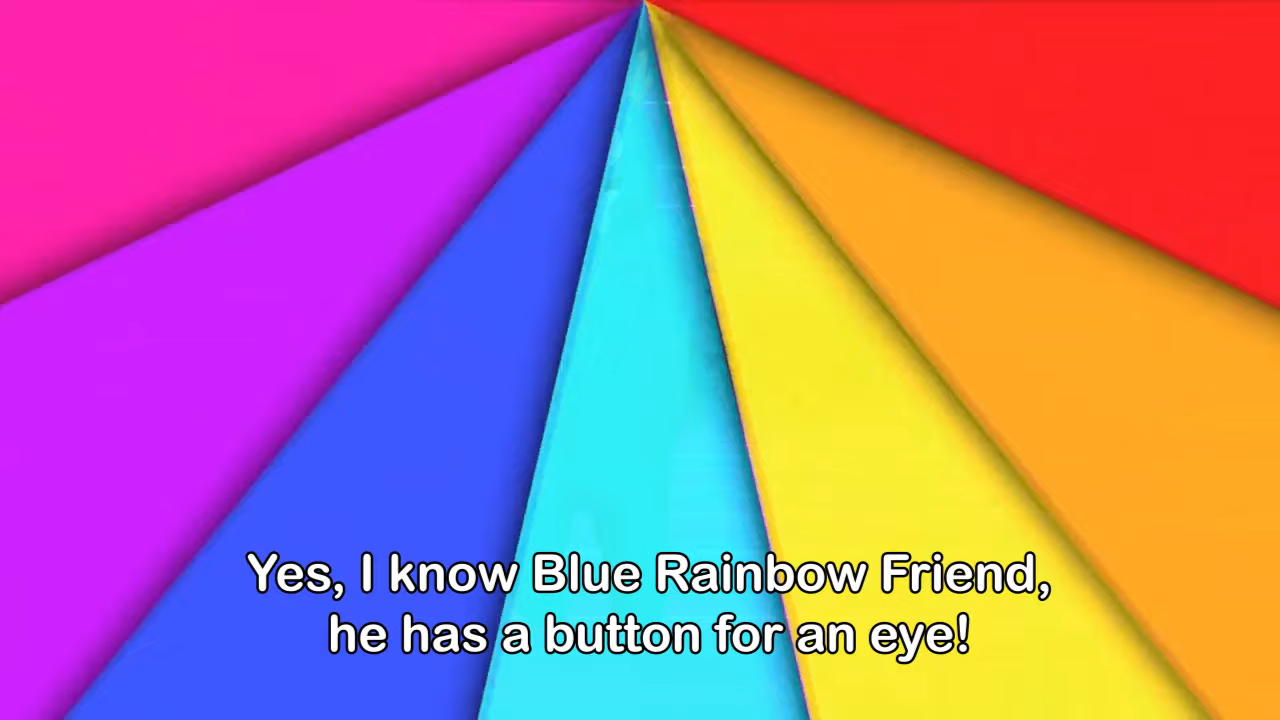 Yes, I know Blue Rainbow Friend,
he has a button for an eye!